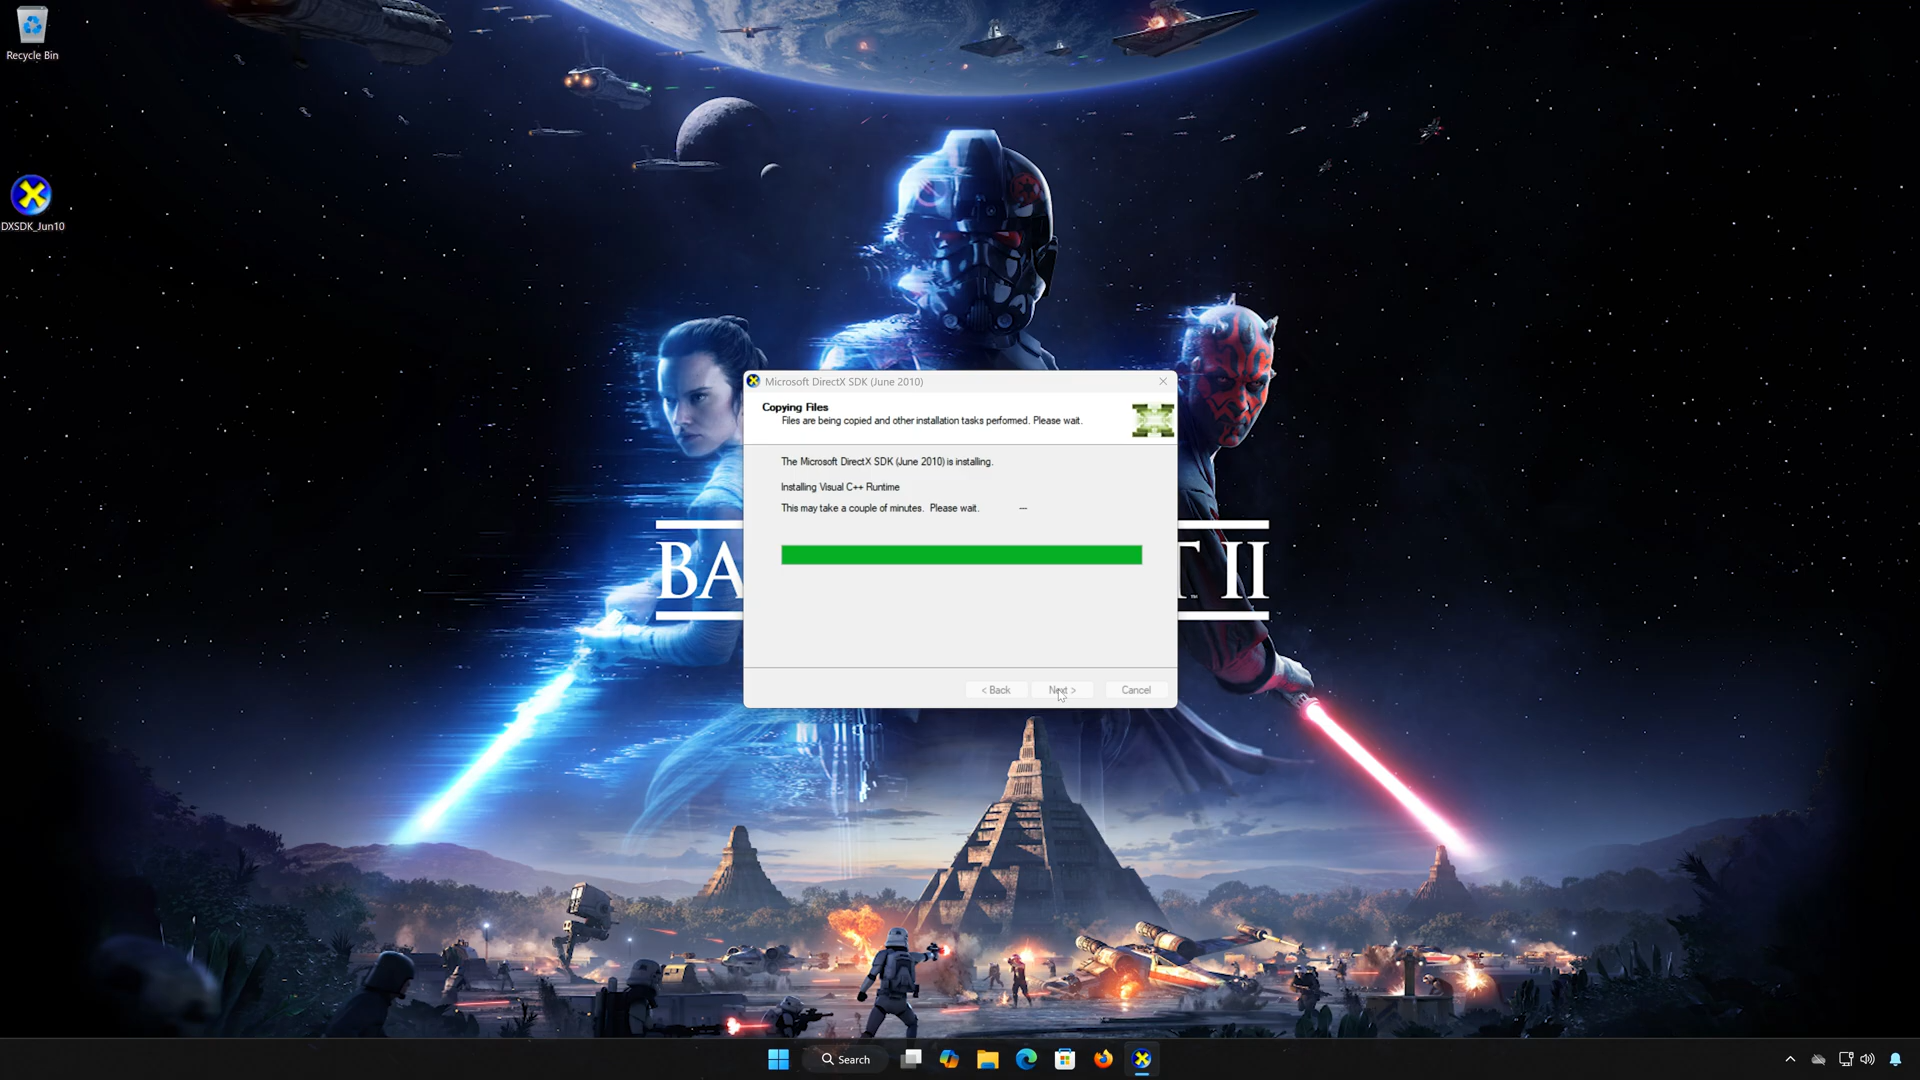 Recycle Bin
DXSDK_Jun10
Microsoft DirectX SDK (June 2010)
Copying Files
Files are being copied and other installation tasks performed. Please wait.
The Microsoft DirectX SDK (June 2010) is installing.
Installing Visual C++ Runtime
This may take a couple of minutes. Please wait. ---
BA
T II
< Back
Next >
Cancel
Search